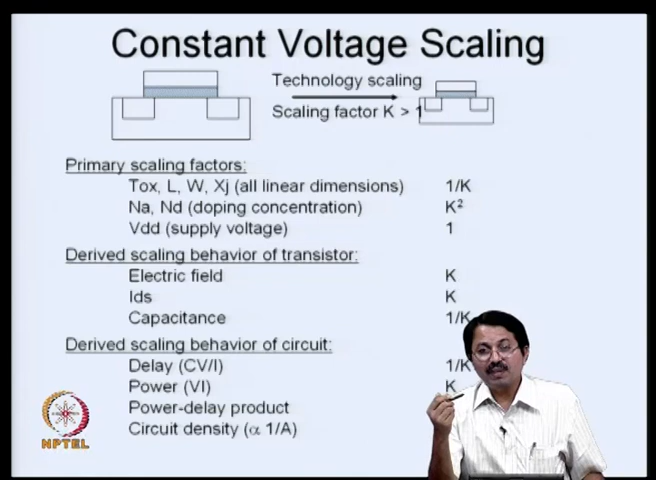 Constant Voltage Scaling
Technology scaling
Scaling factor K > 1
Primary scaling factors:
Tox, L, W, Xj (all linear dimensions) 1/K
Na, Nd (doping concentration) K²
Vdd (supply voltage) 1
Derived scaling behavior of transistor:
Electric field K
Ids K
Capacitance 1/K
Derived scaling behavior of circuit:
Delay (CV/I) 1/K
Power (VI) K
Power-delay product
Circuit density (α 1/A)
NPTEL